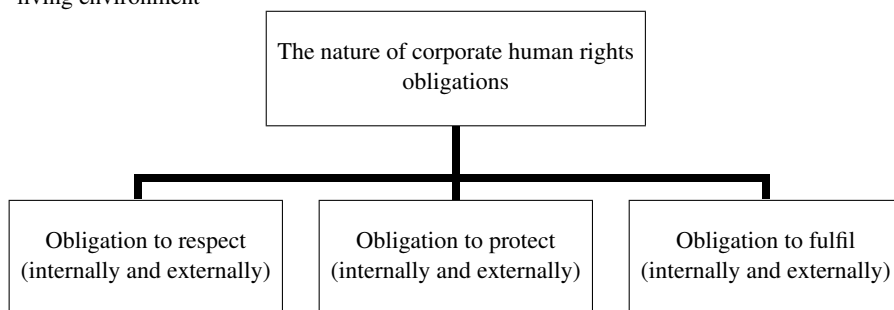 living environment
The nature of corporate human rights
obligations
Obligation to respect
(internally and externally)
Obligation to protect
(internally and externally)
Obligation to fulfil
(internally and externally)